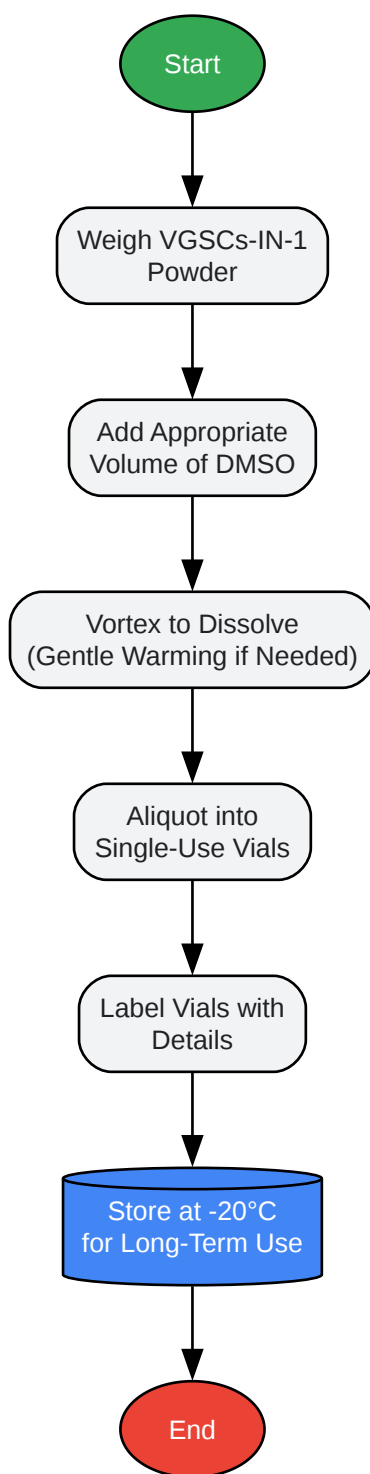 Start
Weigh VGSCs-IN-1
Powder
Add Appropriate
Volume of DMSO
Vortex to Dissolve
(Gentle Warming if Needed)
Aliquot into
Single-Use Vials
Label Vials with
Details
Store at -20°C
for Long-Term Use
End